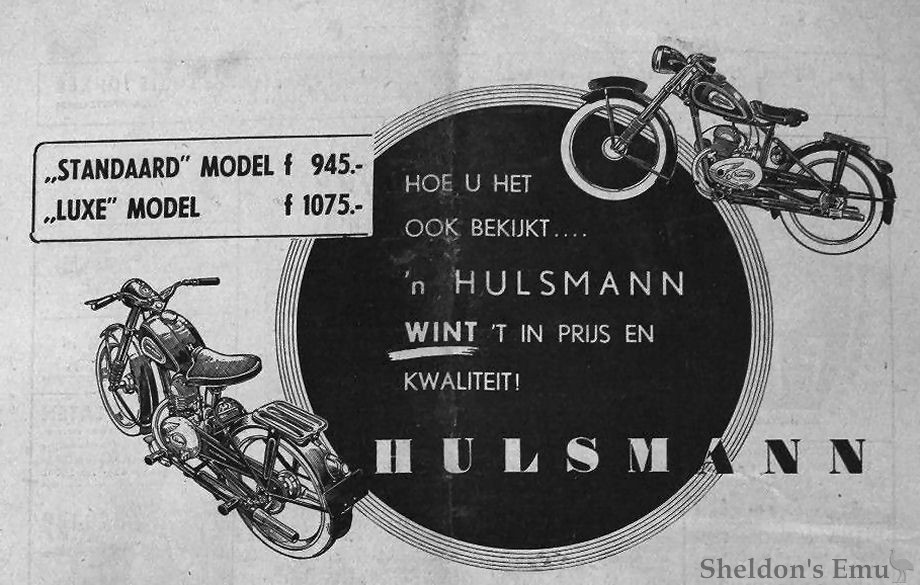 „STANDAARD” MODEL f 945.-
„LUXE” MODEL f 1075.-
HOE U HET
OOK BEKIJKT....
'n HULSMANN
WINT 'T IN PRIJS EN
KWALITEIT!
HULSMANN
Sheldon's Emu